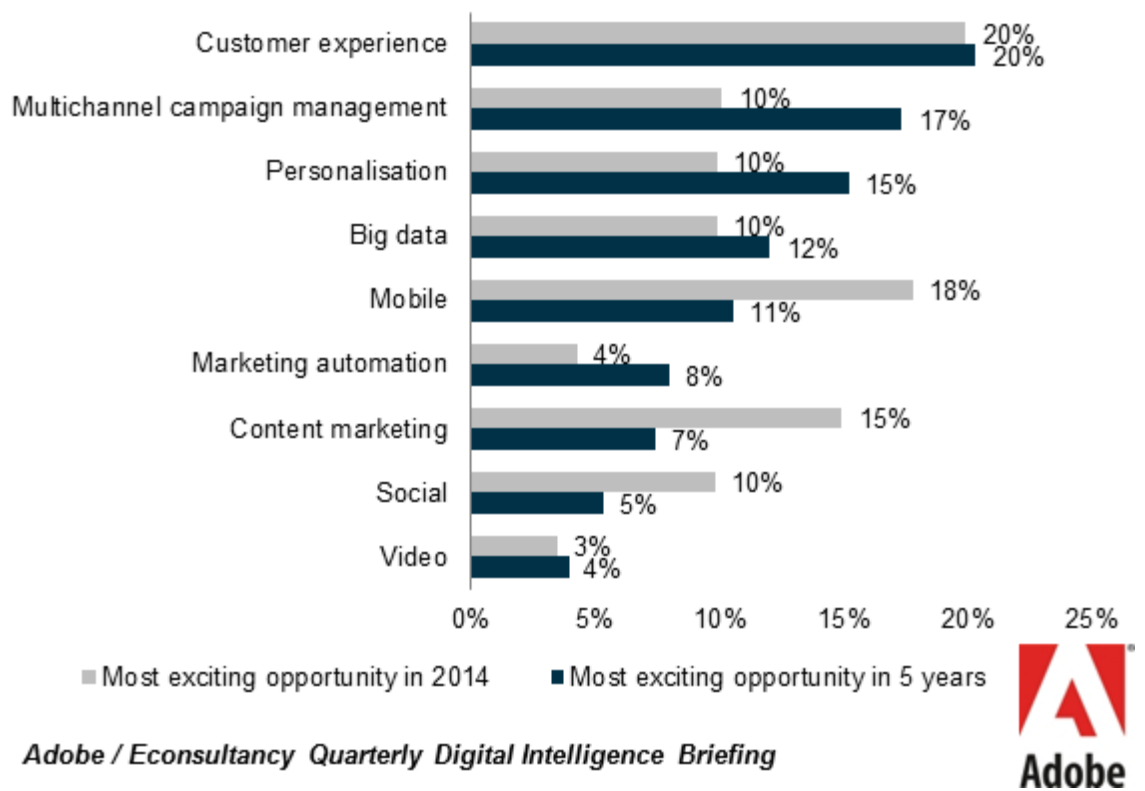 Customer experience
20%
20%
Multichannel campaign management
10%
17%
Personalisation
10%
15%
Big data
10%
12%
Mobile
18%
11%
Marketing automation
4%
8%
Content marketing
15%
7%
Social
10%
5%
Video
3%
4%
0% 5% 10% 15% 20% 25%
Most exciting opportunity in 2014 Most exciting opportunity in 5 years
Adobe / Econsultancy Quarterly Digital Intelligence Briefing
®
Adobe